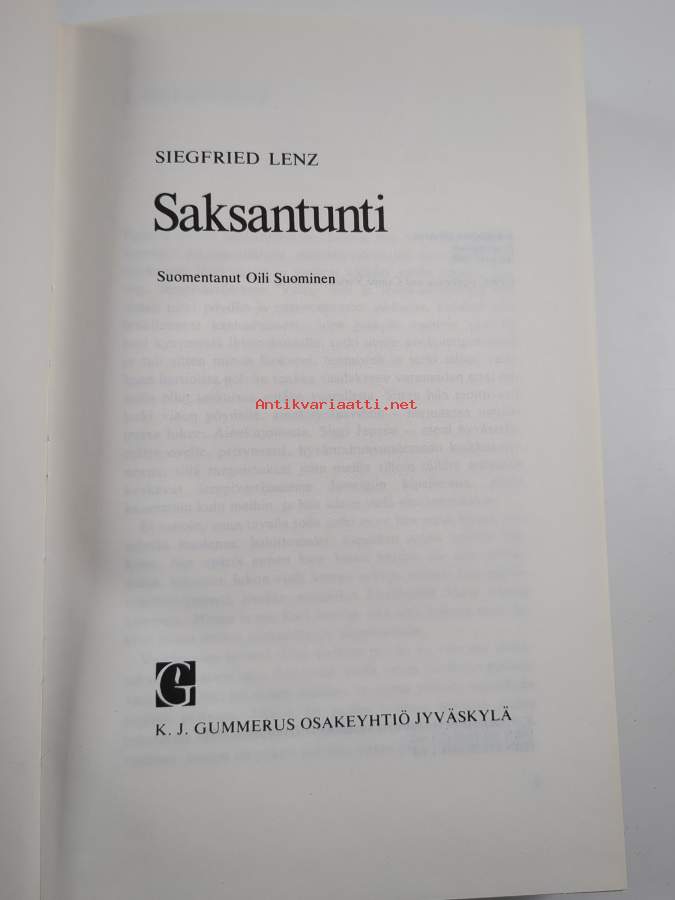 SIEGFRIED LENZ
Saksantunti
Suomentanut Oili Suominen
Antikvariaatti.net
G
K. J. GUMMERUS OSAKEYHTIÖ JYVÄSKYLÄ